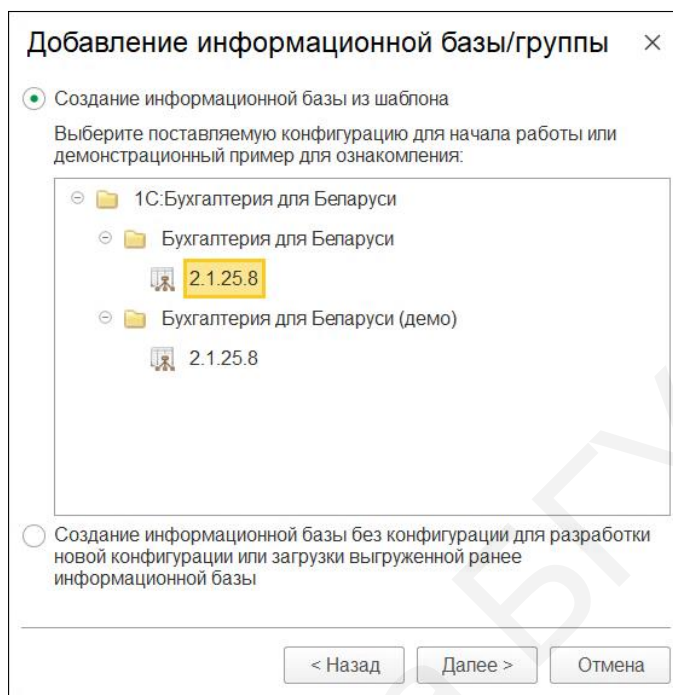 Добавление информационной базы/группы
Создание информационной базы из шаблона
Выберите поставляемую конфигурацию для начала работы или
демонстрационный пример для ознакомления:
1С:Бухгалтерия для Беларуси
Бухгалтерия для Беларуси
2.1.25.8
Бухгалтерия для Беларуси (демо)
2.1.25.8
Создание информационной базы без конфигурации для разработки
новой конфигурации или загрузки выгруженной ранее
информационной базы
< Назад Далее > Отмена